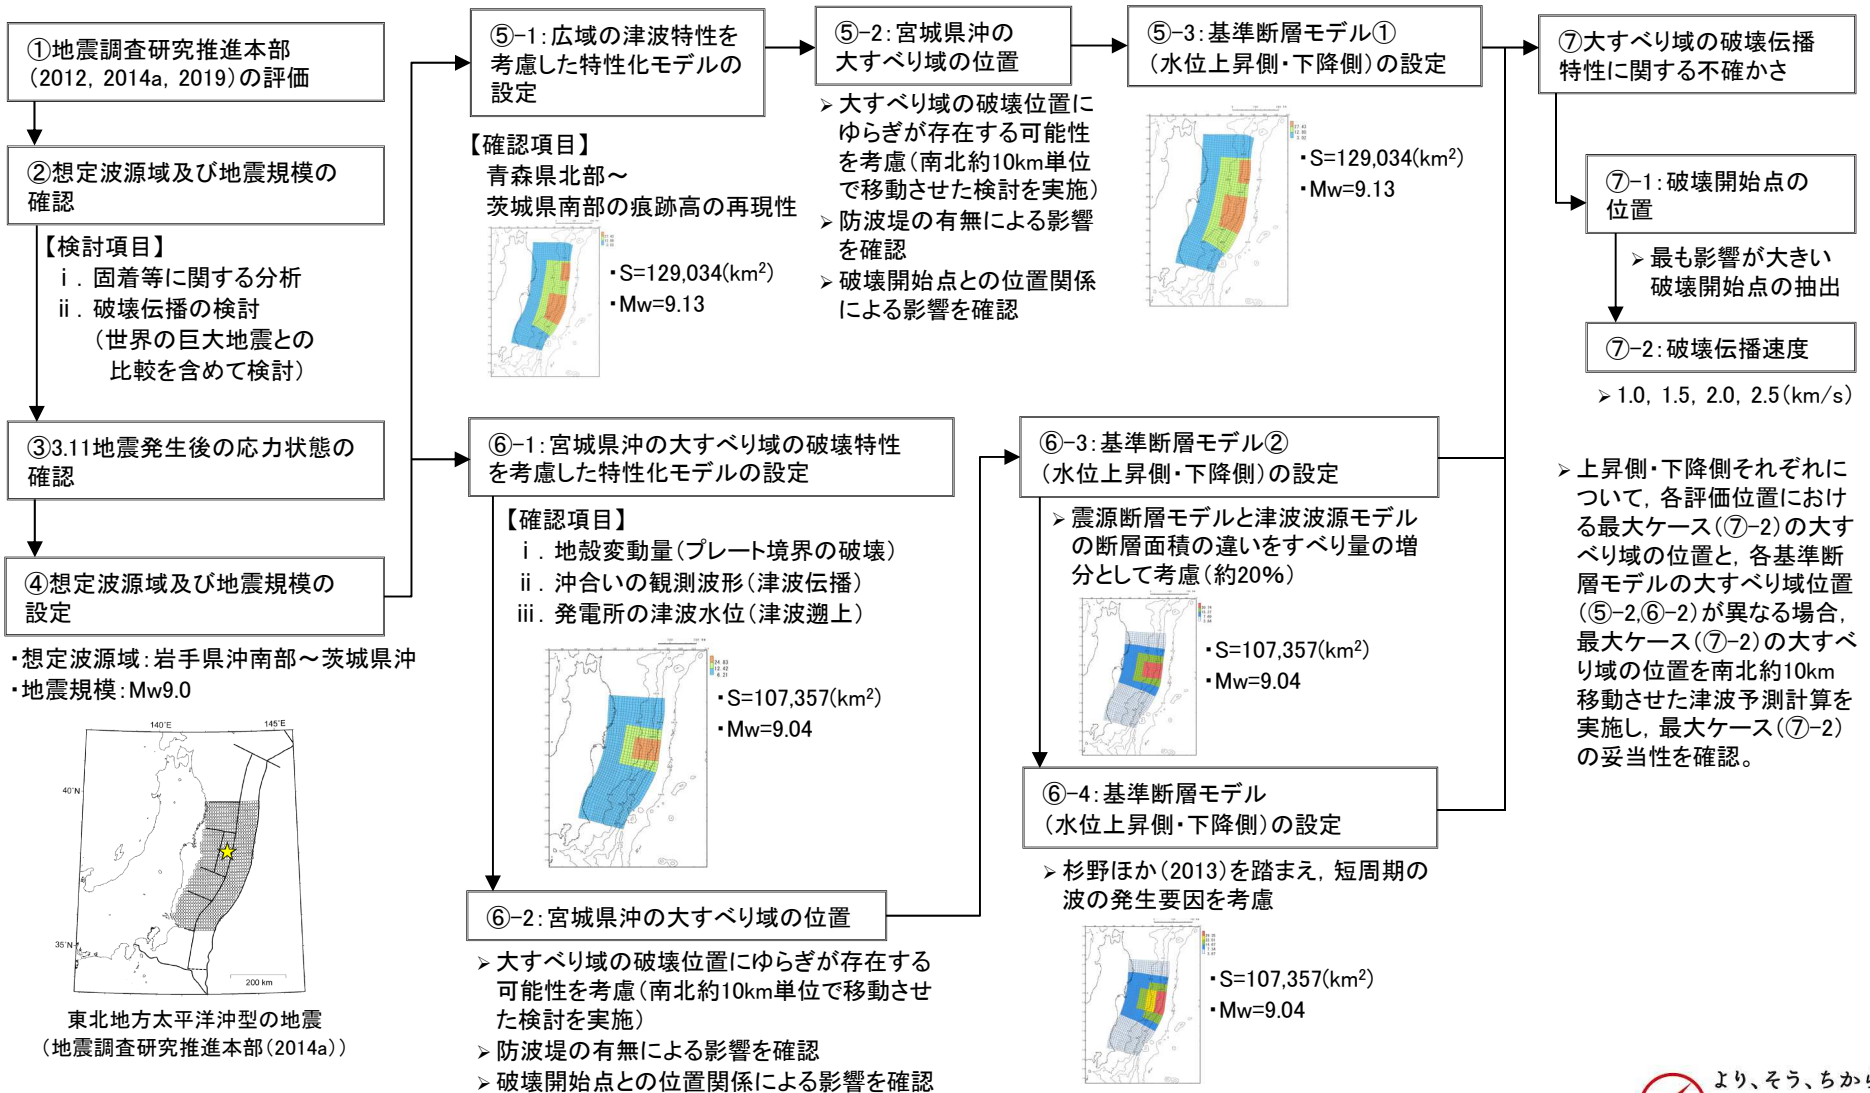 ①地震調査研究推進本部
(2012, 2014a, 2019)の評価
②想定波源域及び地震規模の
確認
【検討項目】
ⅰ．固着等に関する分析
ⅱ．破壊伝播の検討
（世界の巨大地震との
比較を含めて検討）
③3.11地震発生後の応力状態の
確認
④想定波源域及び地震規模の
設定
・想定波源域：岩手県沖南部～茨城県沖
・地震規模：Mw9.0
140°E
145°E
40°N
35°N
200 km
東北地方太平洋沖型の地震
（地震調査研究推進本部（2014a））
⑤-1：広域の津波特性を
考慮した特性化モデルの
設定
【確認項目】
青森県北部～
茨城県南部の痕跡高の再現性
・S=129,034(km²)
・Mw=9.13
⑤-2：宮城県沖の
大すべり域の位置
➢大すべり域の破壊位置に
ゆらぎが存在する可能性
を考慮（南北約10km単位
で移動させた検討を実施）
➢防波堤の有無による影響
を確認
➢破壊開始点との位置関係
による影響を確認
⑤-3：基準断層モデル①
（水位上昇側・下降側）の設定
・S=129,034(km²)
・Mw=9.13
⑥-1：宮城県沖の大すべり域の破壊特性
を考慮した特性化モデルの設定
【確認項目】
ⅰ．地殻変動量（プレート境界の破壊）
ⅱ．沖合いの観測波形（津波伝播）
ⅲ．発電所の津波水位（津波遡上）
・S=107,357(km²)
・Mw=9.04
⑥-2：宮城県沖の大すべり域の位置
➢大すべり域の破壊位置にゆらぎが存在する
可能性を考慮（南北約10km単位で移動させ
た検討を実施）
➢防波堤の有無による影響を確認
➢破壊開始点との位置関係による影響を確認
⑥-3：基準断層モデル②
（水位上昇側・下降側）の設定
➢震源断層モデルと津波波源モデル
の断層面積の違いをすべり量の増
分として考慮（約20%）
・S=107,357(km²)
・Mw=9.04
⑥-4：基準断層モデル
（水位上昇側・下降側）の設定
➢杉野ほか（2013）を踏まえ，短周期の
波の発生要因を考慮
・S=107,357(km²)
・Mw=9.04
⑦大すべり域の破壊伝播
特性に関する不確かさ
⑦-1：破壊開始点の
位置
➢最も影響が大きい
破壊開始点の抽出
⑦-2：破壊伝播速度
➢1.0, 1.5, 2.0, 2.5(km/s)
➢上昇側・下降側それぞれに
ついて，各評価位置におけ
る最大ケース（⑦-2）の大す
べり域の位置と，各基準断
層モデルの大すべり域位置
（⑤-2,⑥-2）が異なる場合，
最大ケース（⑦-2）の大すべ
り域の位置を南北約10km
移動させた津波予測計算を
実施し，最大ケース（⑦-2）
の妥当性を確認。
より、そう、ちから